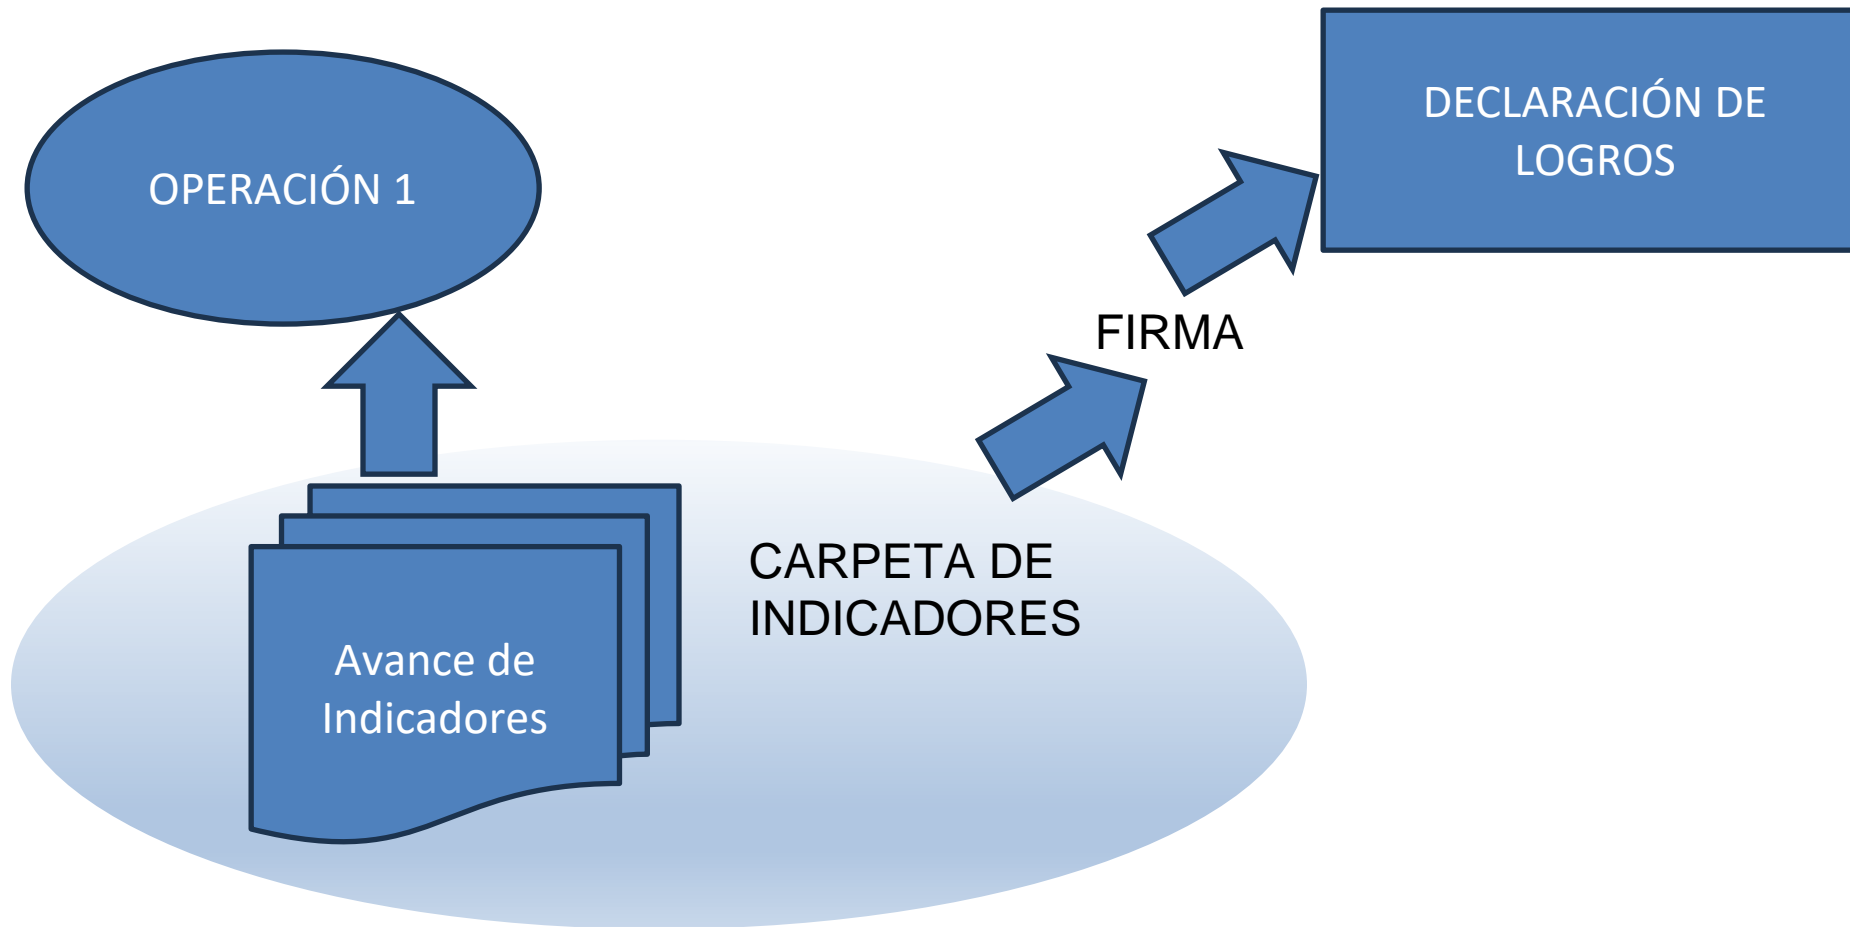 OPERACIÓN 1
DECLARACIÓN DE
LOGROS
FIRMA
CARPETA DE
INDICADORES
Avance de
Indicadores